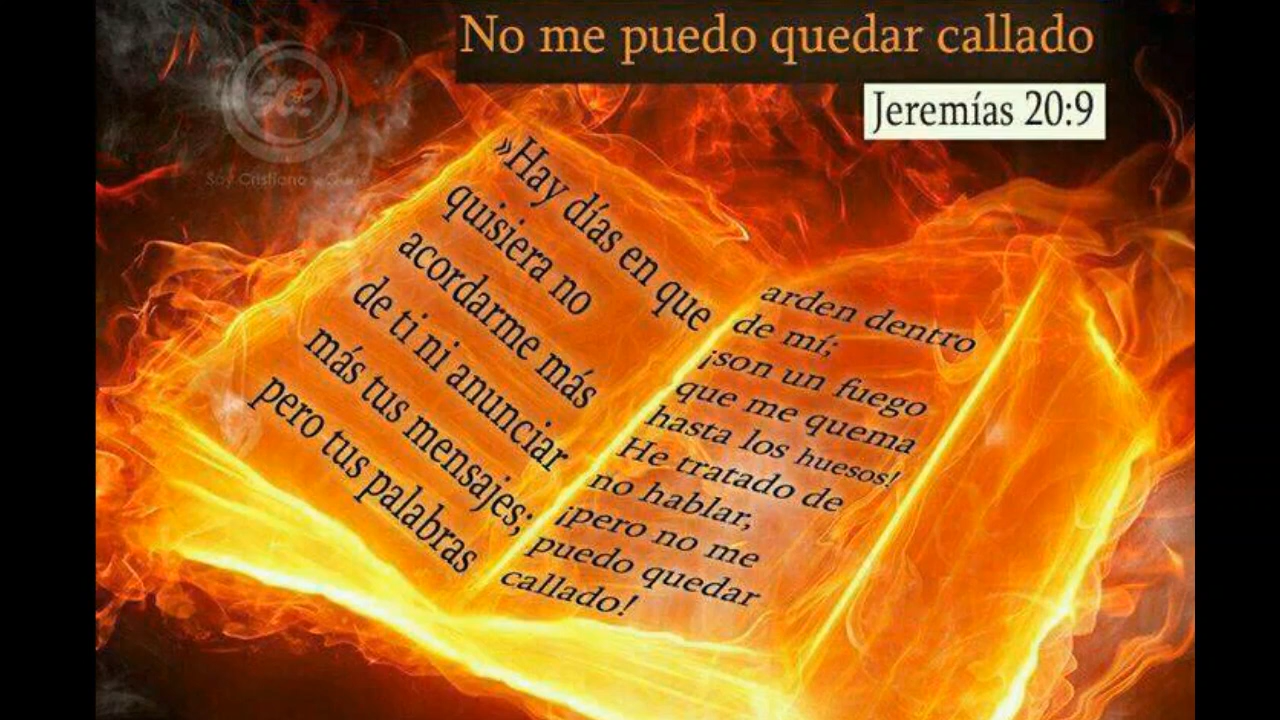 No me puedo quedar callado
Jeremías 20:9
»Hay días en que
quisiera no
acordarme más
de ti ni anunciar
más tus mensajes;
pero tus palabras
arden dentro
de mí;
¡son un fuego
que me quema
hasta los huesos!
He tratado de
no hablar,
¡pero no me
puedo quedar
callado!
Soy Cristiano